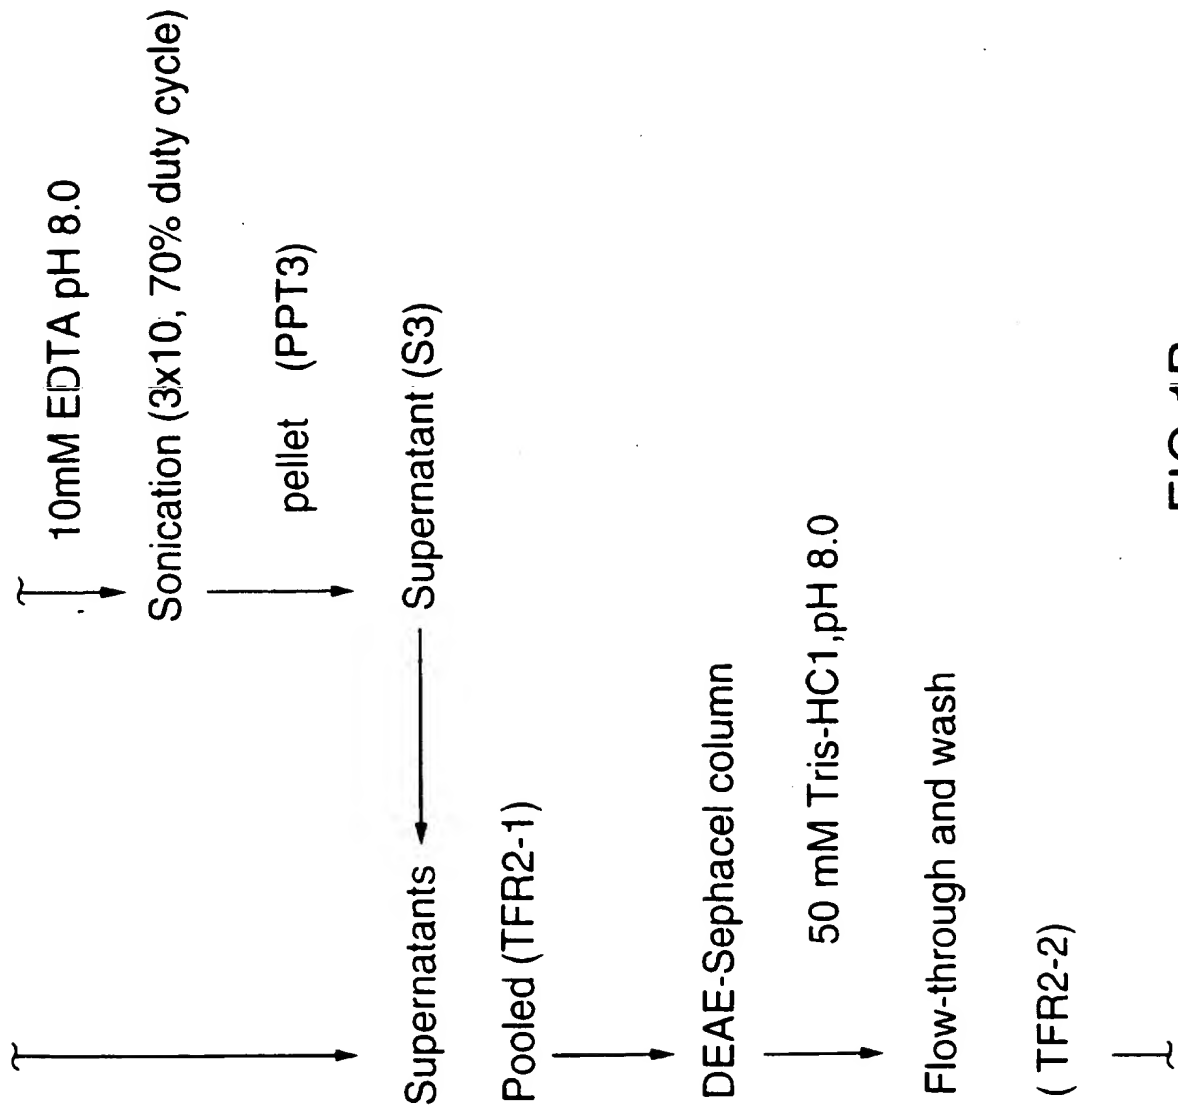 10mM EDTA pH 8.0
Sonication (3x10, 70% duty cycle)
pellet (PPT3)
Supernatant (S3)
Supernatants
Pooled (TFR2-1)
DEAE-Sephacel column
50 mM Tris-HC1,pH 8.0
Flow-through and wash
( TFR2-2)